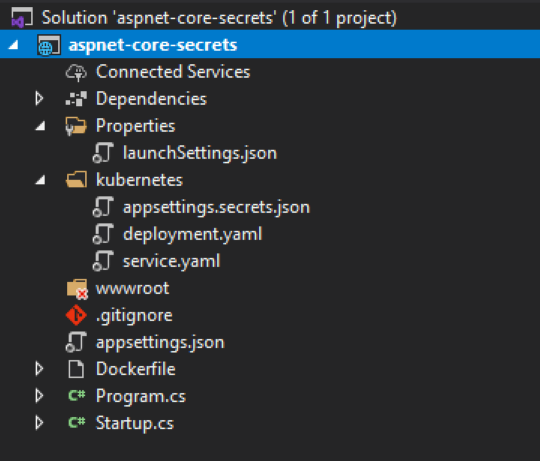 Solution 'aspnet-core-secrets' (1 of 1 project)
aspnet-core-secrets
Connected Services
Dependencies
Properties
launchSettings.json
kubernetes
appsettings.secrets.json
deployment.yaml
service.yaml
wwwroot
.gitignore
appsettings.json
Dockerfile
C# Program.cs
C# Startup.cs